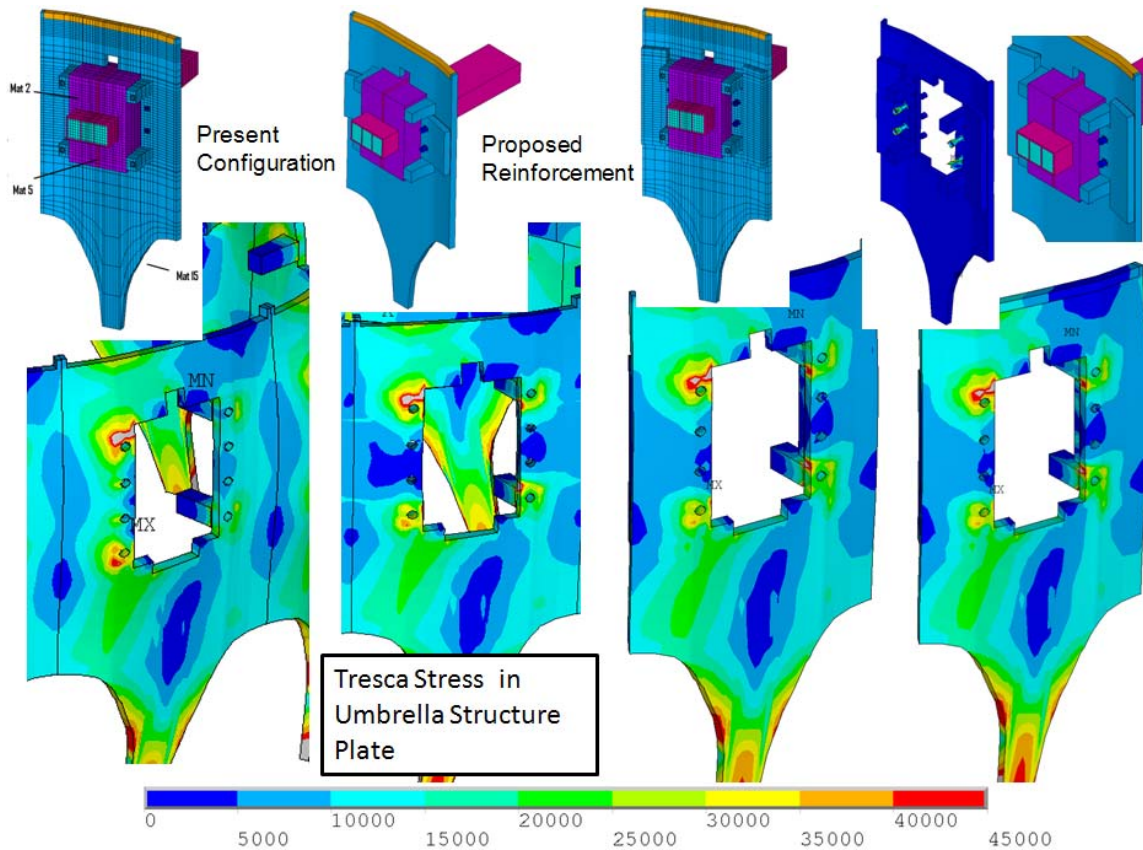 Mat 2
Present
Configuration
Proposed
Reinforcement
Mat 5
Mat 15
MN
MN
MN
MX
MX
MX
Tresca Stress in
Umbrella Structure
Plate
0 10000 20000 30000 40000
5000 15000 25000 35000 45000